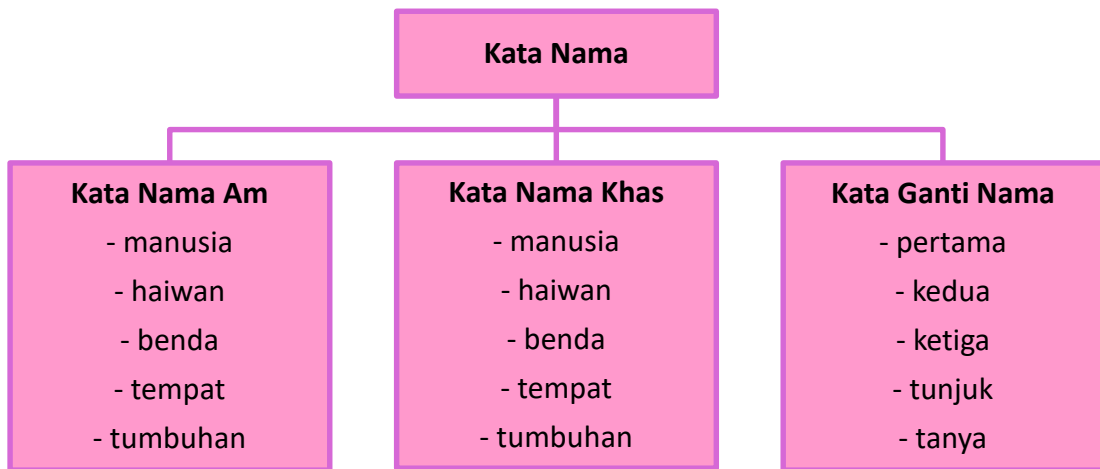 Kata Nama
Kata Nama Am
- manusia
- haiwan
- benda
- tempat
- tumbuhan
Kata Nama Khas
- manusia
- haiwan
- benda
- tempat
- tumbuhan
Kata Ganti Nama
- pertama
- kedua
- ketiga
- tunjuk
- tanya